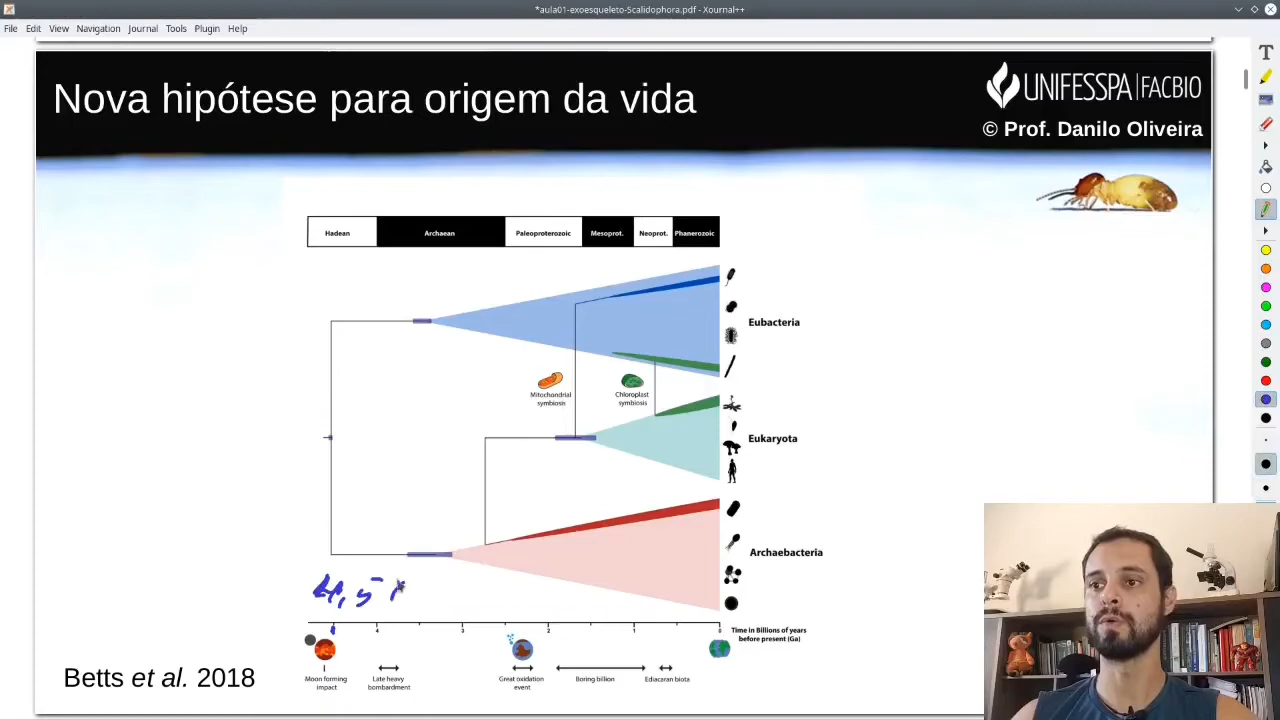 *aula01-exoesqueleto-Scalidophora.pdf - Xournal++
File Edit View Navigation Journal Tools Plugin Help
Nova hipótese para origem da vida
UNIFESSPA|FACBIO
© Prof. Danilo Oliveira
Hadean Archaean Paleoproterozoic Mesoprot. Neoprot. Phanerozoic
Eubacteria
Mitochondrial
symbiosis
Chloroplast
symbiosis
Eukaryota
Archaebacteria
4,5
4 3 2 1 0
Time in Billions of years
before present (Ga)
Moon forming
impact
Late heavy
bombardment
Great oxidation
event
Boring billion
Ediacaran biota
Betts et al. 2018